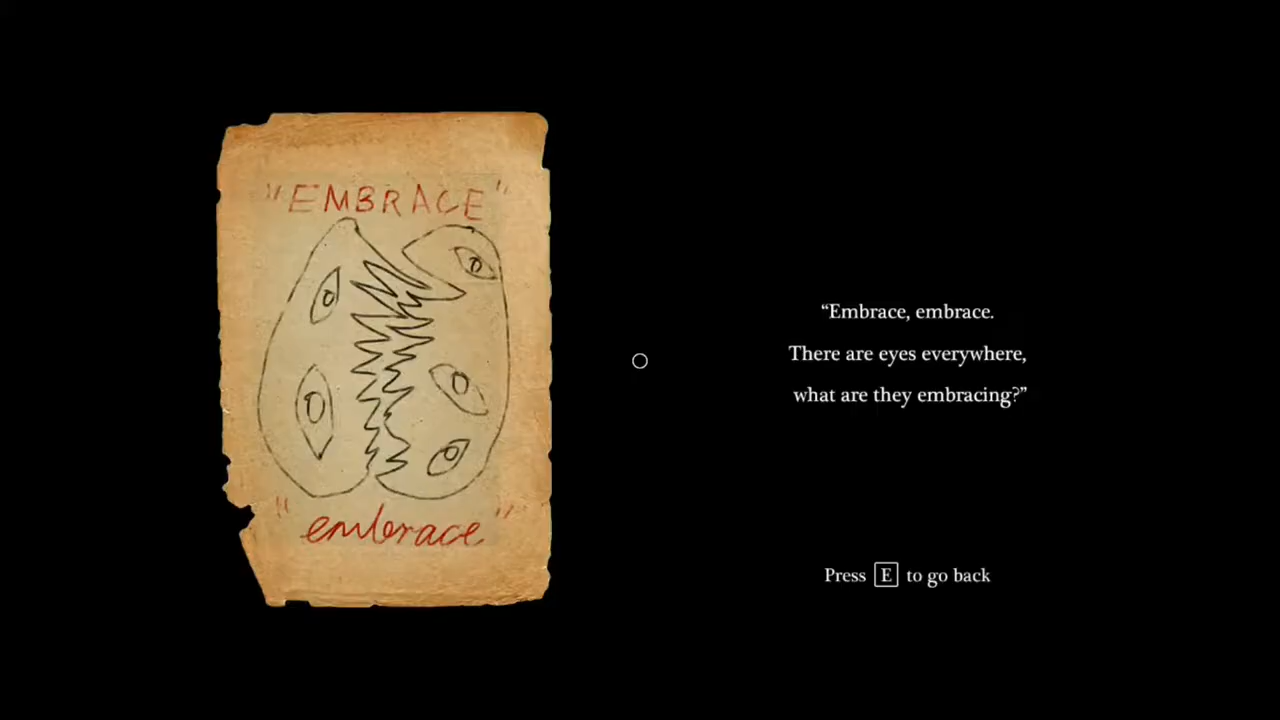 "EMBRACE"
"embrace"
“Embrace, embrace.
There are eyes everywhere,
what are they embracing?”
Press E to go back